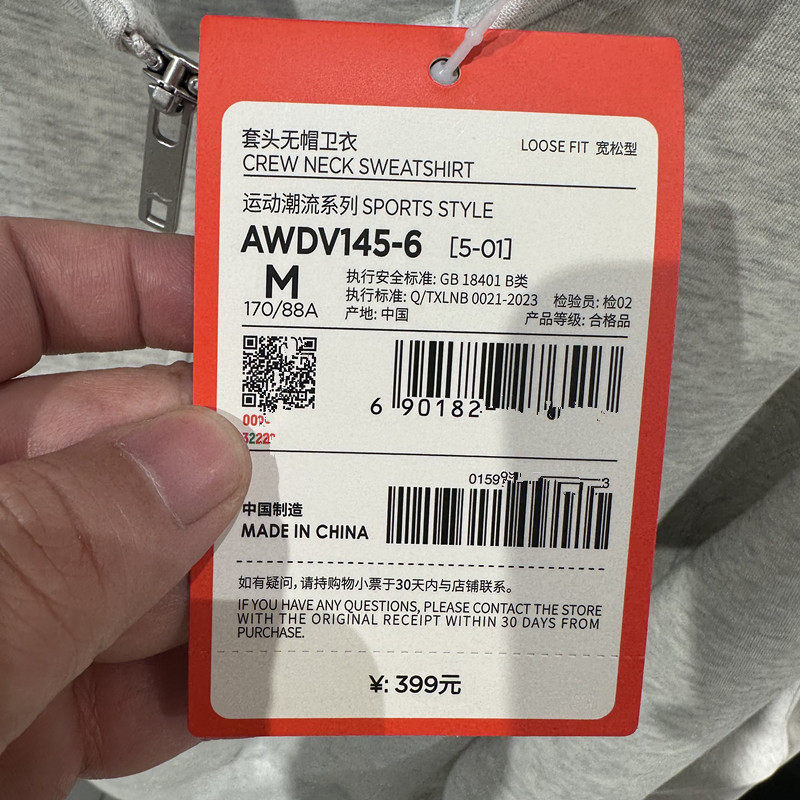 套头无帽卫衣
CREW NECK SWEATSHIRT
LOOSE FIT 宽松型
运动潮流系列 SPORTS STYLE
AWDV145-6 [5-01]
M
170/88A
执行安全标准: GB 18401 B类
执行标准: Q/TXLNB 0021-2023 检验员: 检02
产地: 中国 产品等级: 合格品
6 90182
中国制造
MADE IN CHINA
如有疑问，请持购物小票于30天内与店铺联系。
IF YOU HAVE ANY QUESTIONS, PLEASE CONTACT THE STORE
WITH THE ORIGINAL RECEIPT WITHIN 30 DAYS FROM
PURCHASE.
¥: 399元